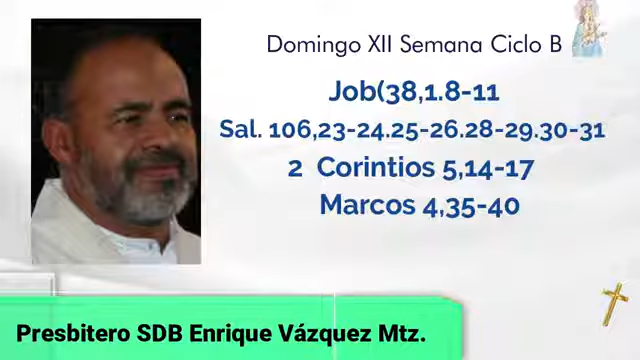 Domingo XII Semana Ciclo B
Job(38,1.8-11
Sal. 106,23-24.25-26.28-29.30-31
2 Corintios 5,14-17
Marcos 4,35-40
Presbitero SDB Enrique Vázquez Mtz.